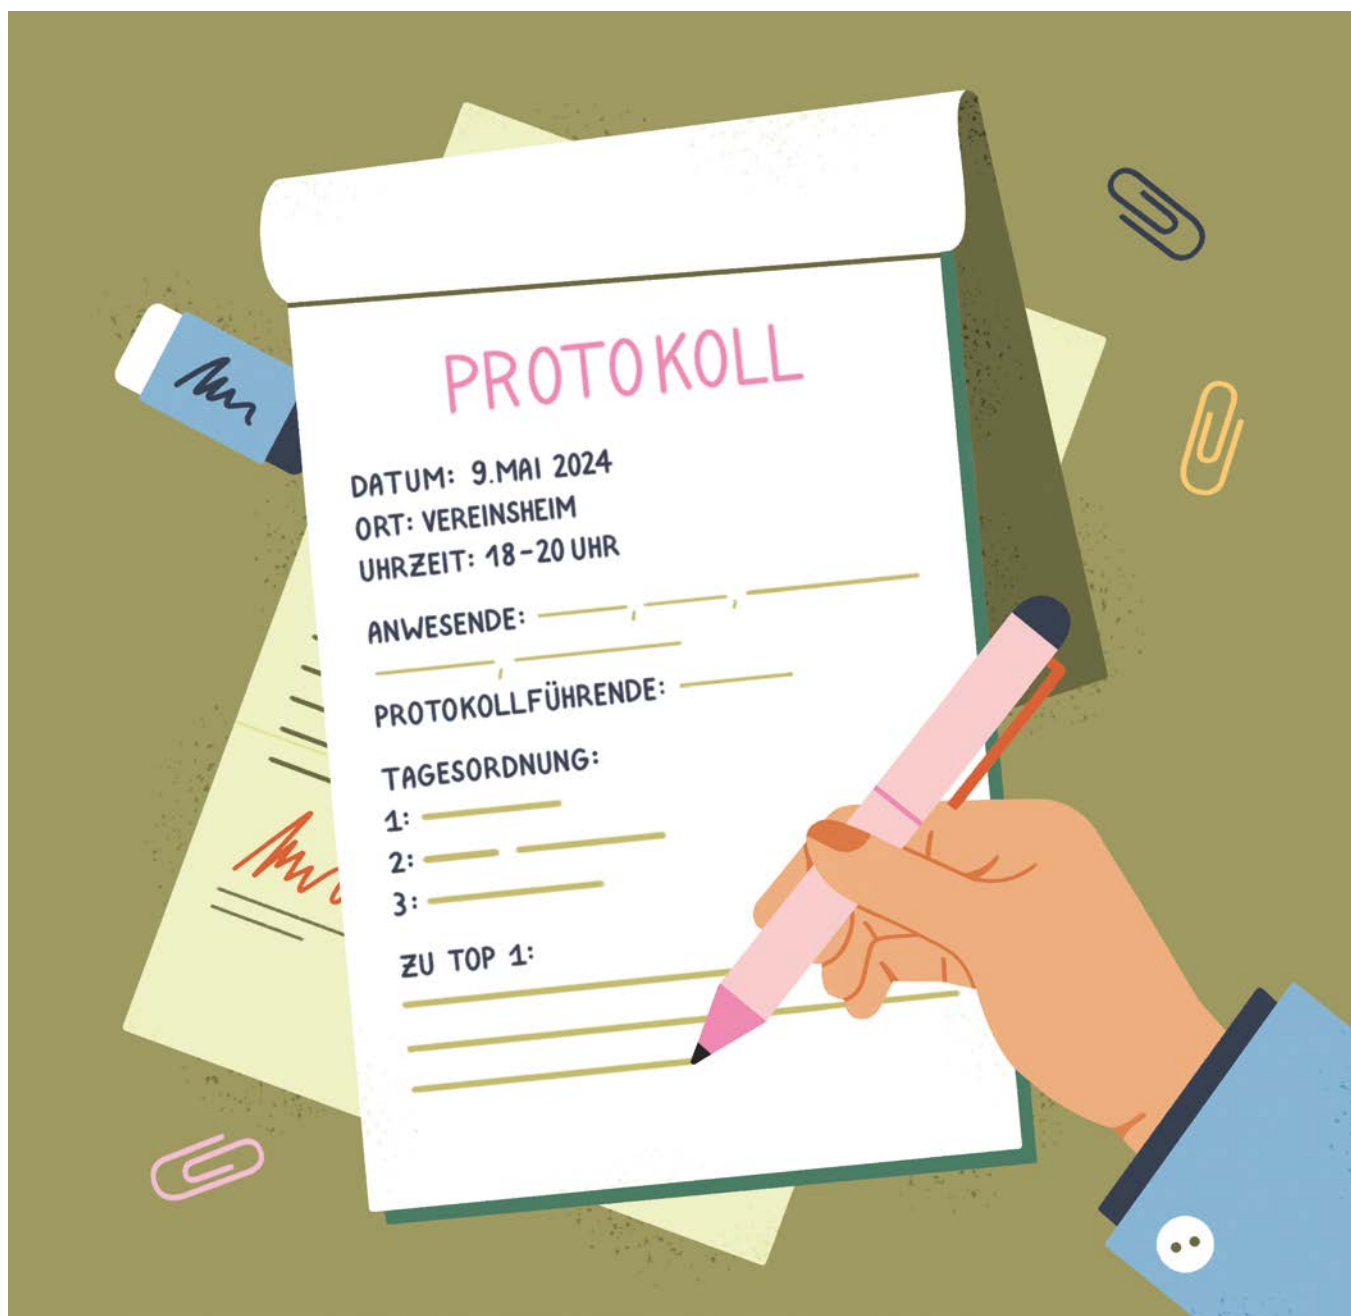 PROTOKOLL
DATUM: 9. MAI 2024
ORT: VEREINSHEIM
UHRZEIT: 18-20 UHR
ANWESENDE:
PROTOKOLLFÜHRENDE:
TAGESORDNUNG:
1:
2:
3:
ZU TOP 1: